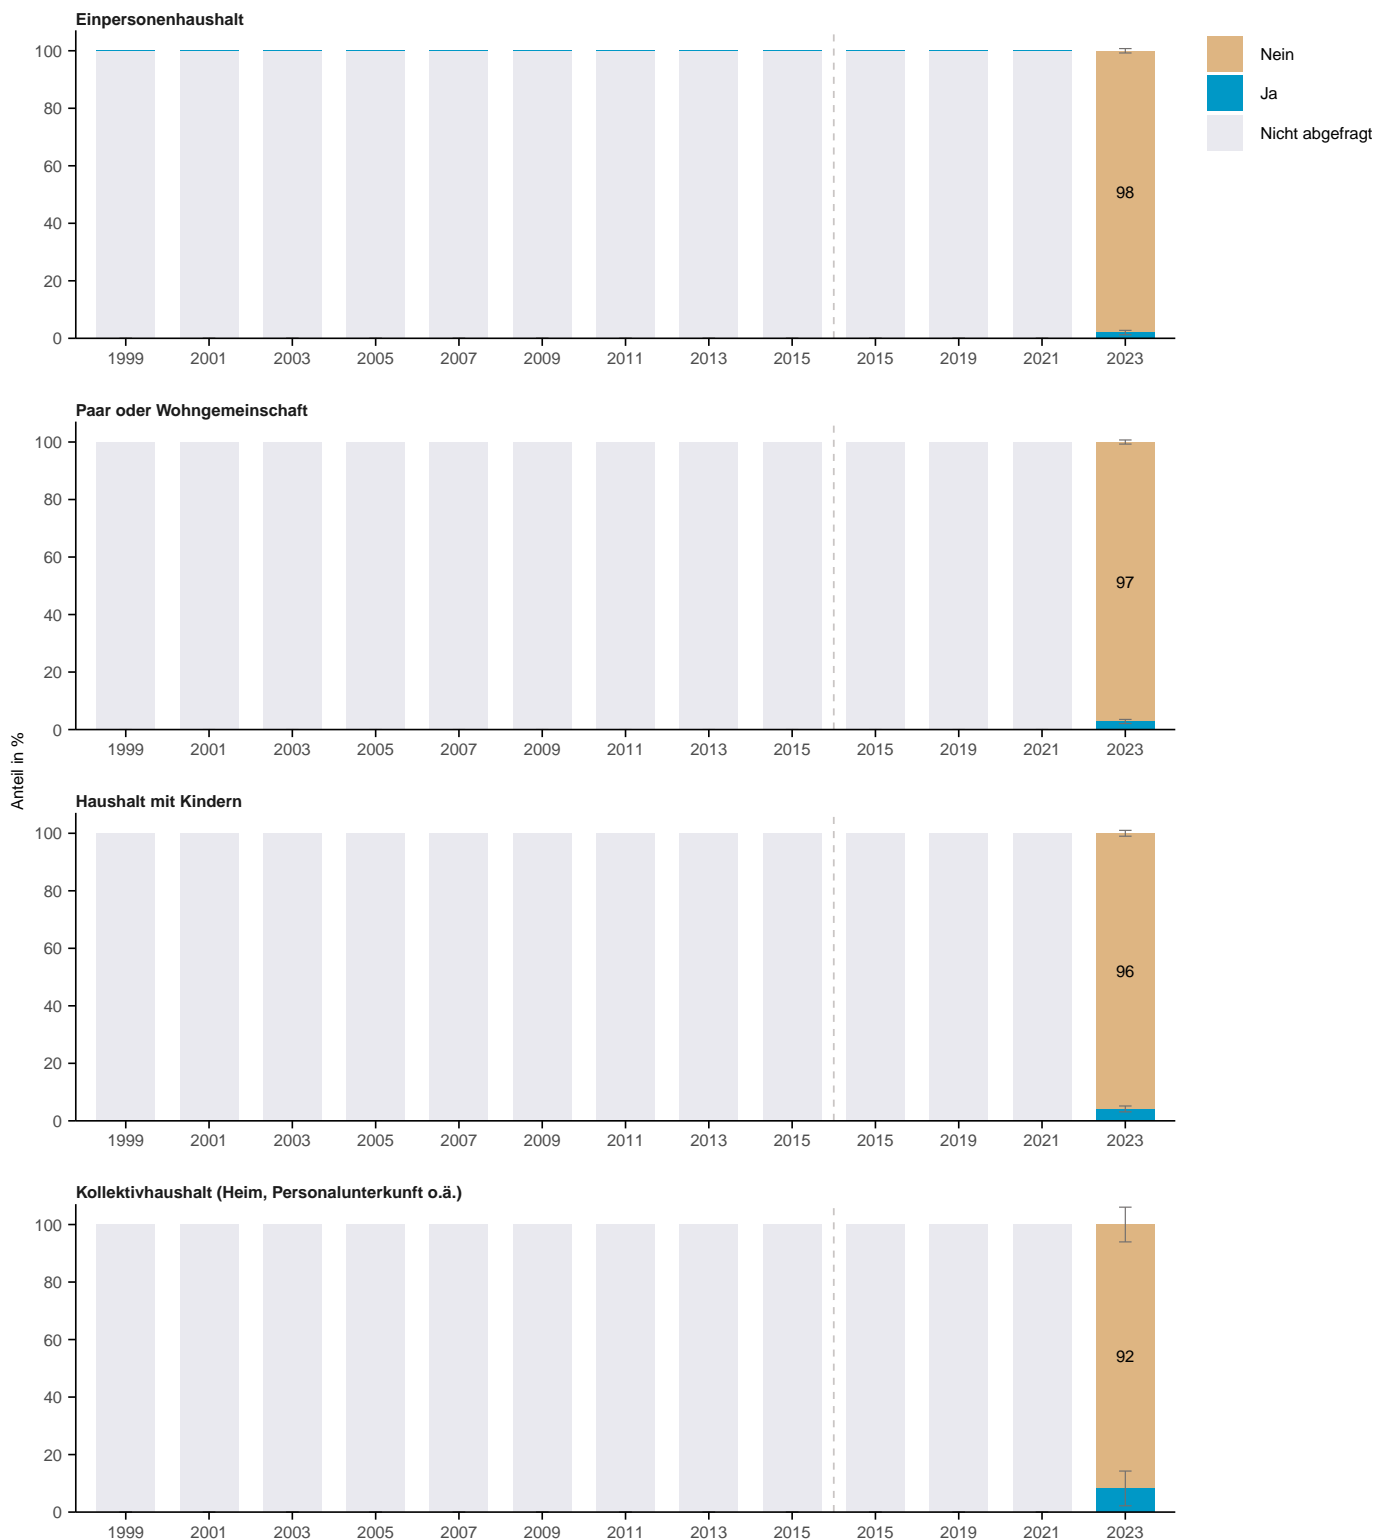 Einpersonenhaushalt
100
80
60
40
20
0
98
1999 2001 2003 2005 2007 2009 2011 2013 2015 2015 2019 2021 2023
Nein
Ja
Nicht abgefragt
Paar oder Wohngemeinschaft
100
80
60
40
20
0
97
1999 2001 2003 2005 2007 2009 2011 2013 2015 2015 2019 2021 2023
Anteil in %
Haushalt mit Kindern
100
80
60
40
20
0
96
1999 2001 2003 2005 2007 2009 2011 2013 2015 2015 2019 2021 2023
Kollektivhaushalt (Heim, Personalunterkunft o.ä.)
100
80
60
40
20
0
92
1999 2001 2003 2005 2007 2009 2011 2013 2015 2015 2019 2021 2023